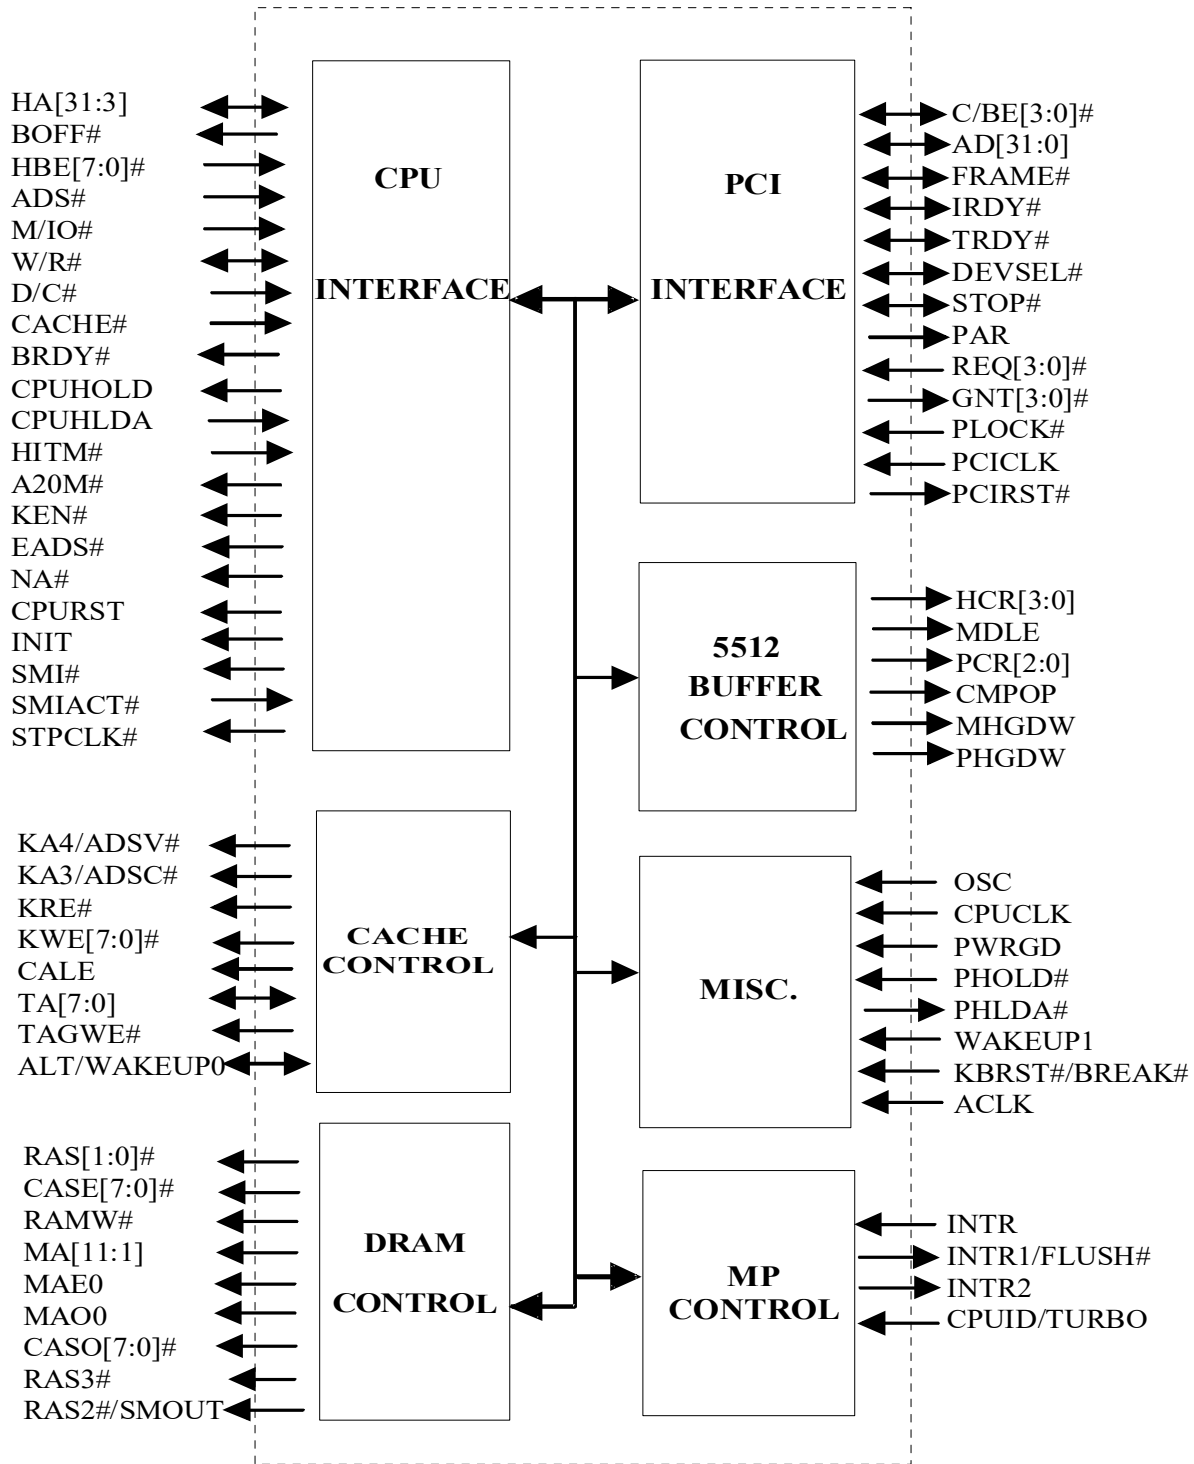 HA[31:3]
BOFF#
HBE[7:0]#
ADS#
M/IO#
W/R#
D/C#
CACHE#
BRDY#
CPUHOLD
CPUHLDA
HITM#
A20M#
KEN#
EADS#
NA#
CPURST
INIT
SMI#
SMIACT#
STPCLK#
CPU
INTERFACE
PCI
INTERFACE
C/BE[3:0]#
AD[31:0]
FRAME#
IRDY#
TRDY#
DEVSEL#
STOP#
PAR
REQ[3:0]#
GNT[3:0]#
PLOCK#
PCICLK
PCIRST#
5512
BUFFER
CONTROL
HCR[3:0]
MDLE
PCR[2:0]
CMPOP
MHGDW
PHGDW
KA4/ADSV#
KA3/ADSC#
KRE#
KWE[7:0]#
CALE
TA[7:0]
TAGWE#
ALT/WAKEUP0
CACHE
CONTROL
MISC.
OSC
CPUCLK
PWRGD
PHOLD#
PHLDA#
WAKEUP1
KBRST#/BREAK#
ACLK
RAS[1:0]#
CASE[7:0]#
RAMW#
MA[11:1]
MAE0
MAO0
CASO[7:0]#
RAS3#
RAS2#/SMOUT
DRAM
CONTROL
MP
CONTROL
INTR
INTR1/FLUSH#
INTR2
CPUID/TURBO